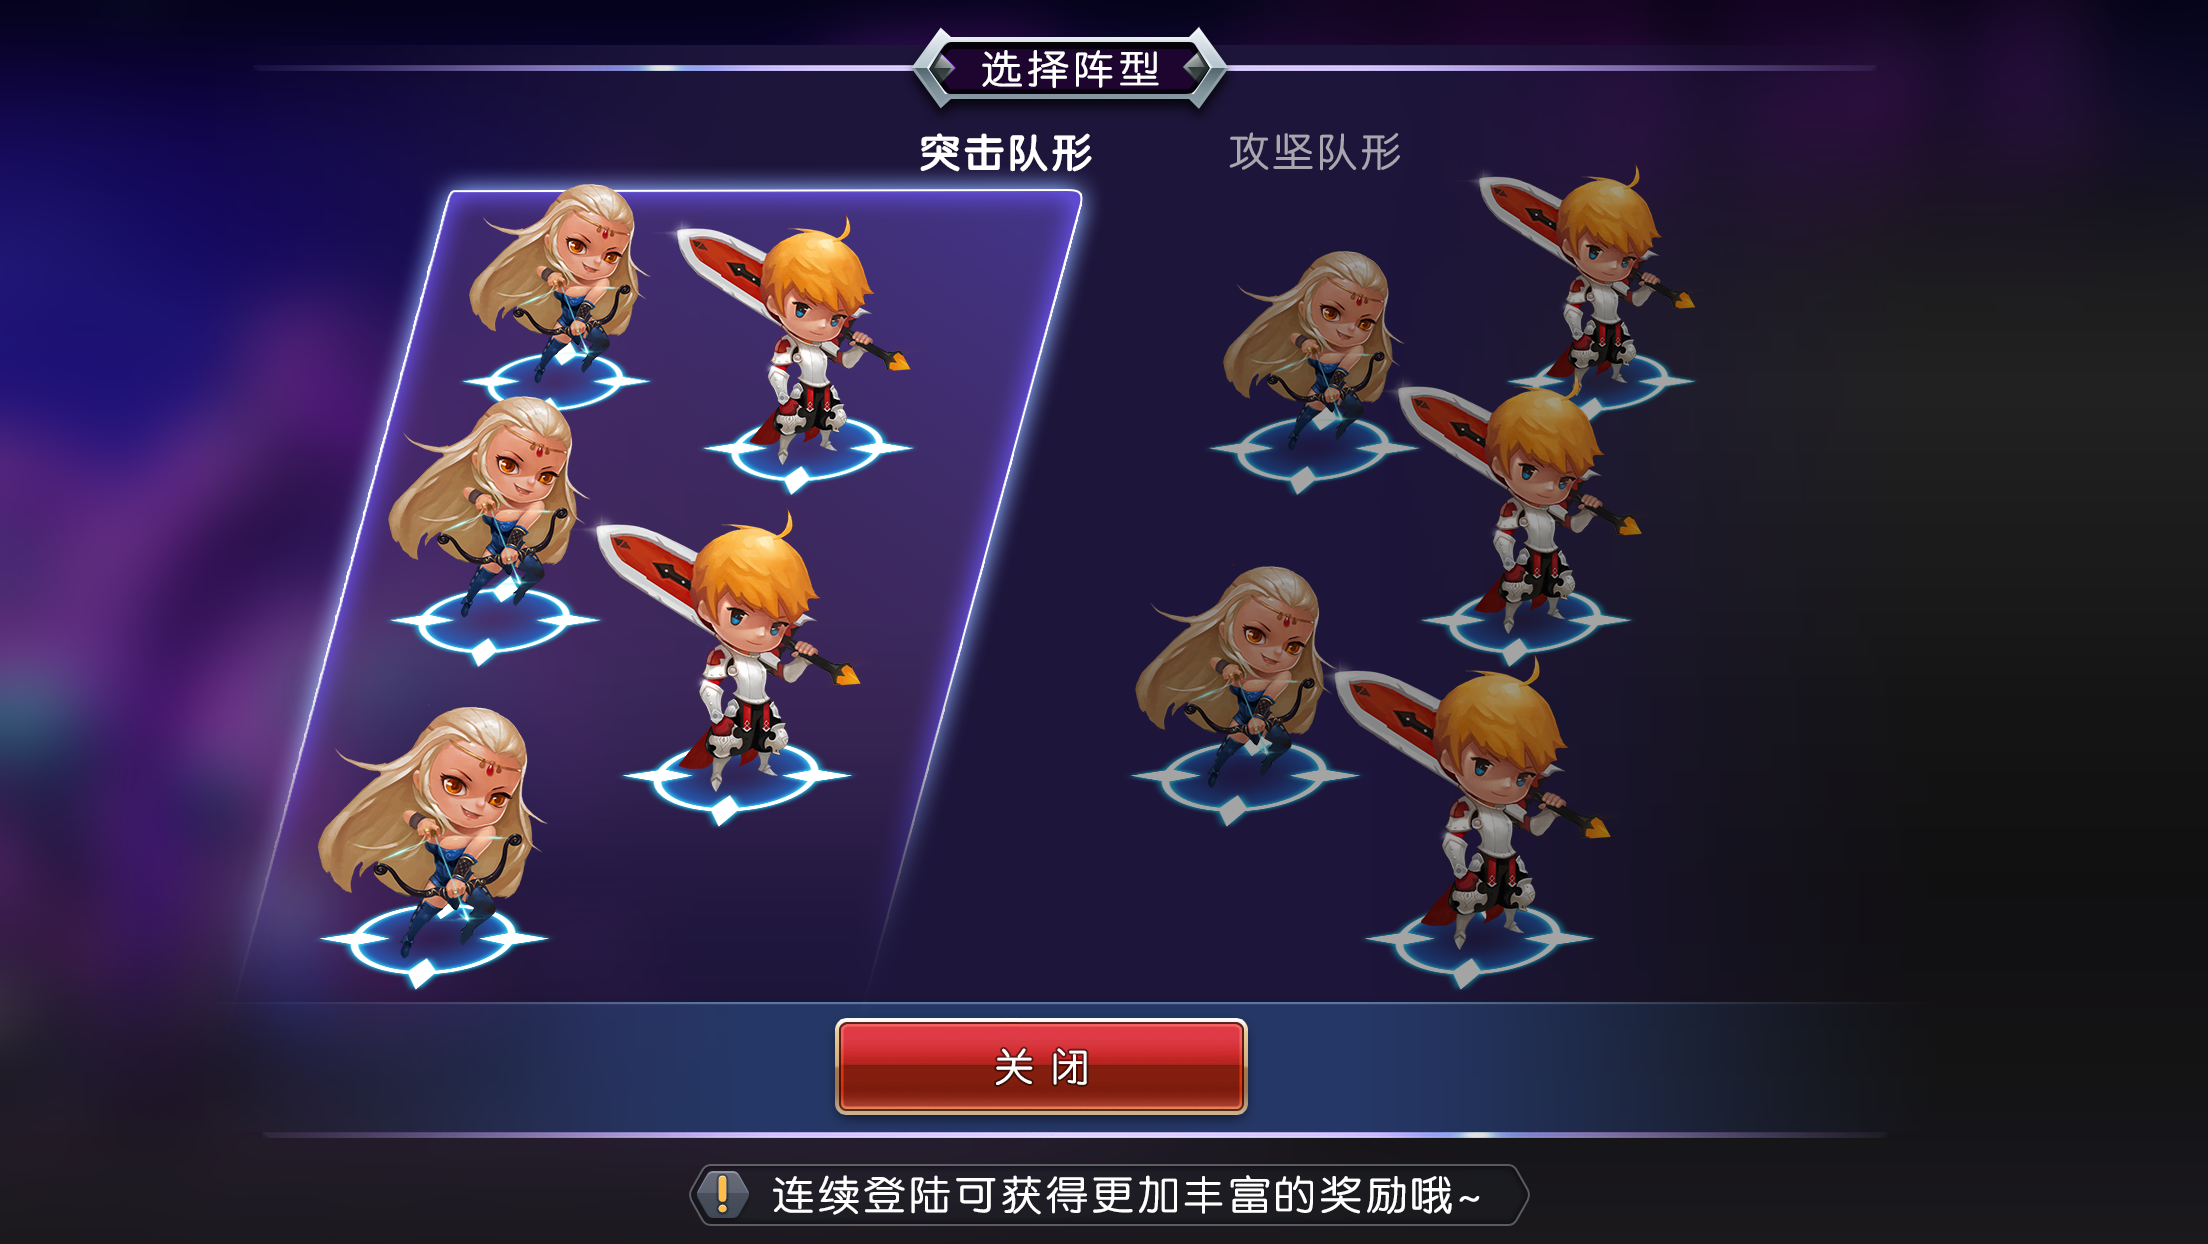 选择阵型
突击队形
攻坚队形
关闭
连续登陆可获得更加丰富的奖励哦~